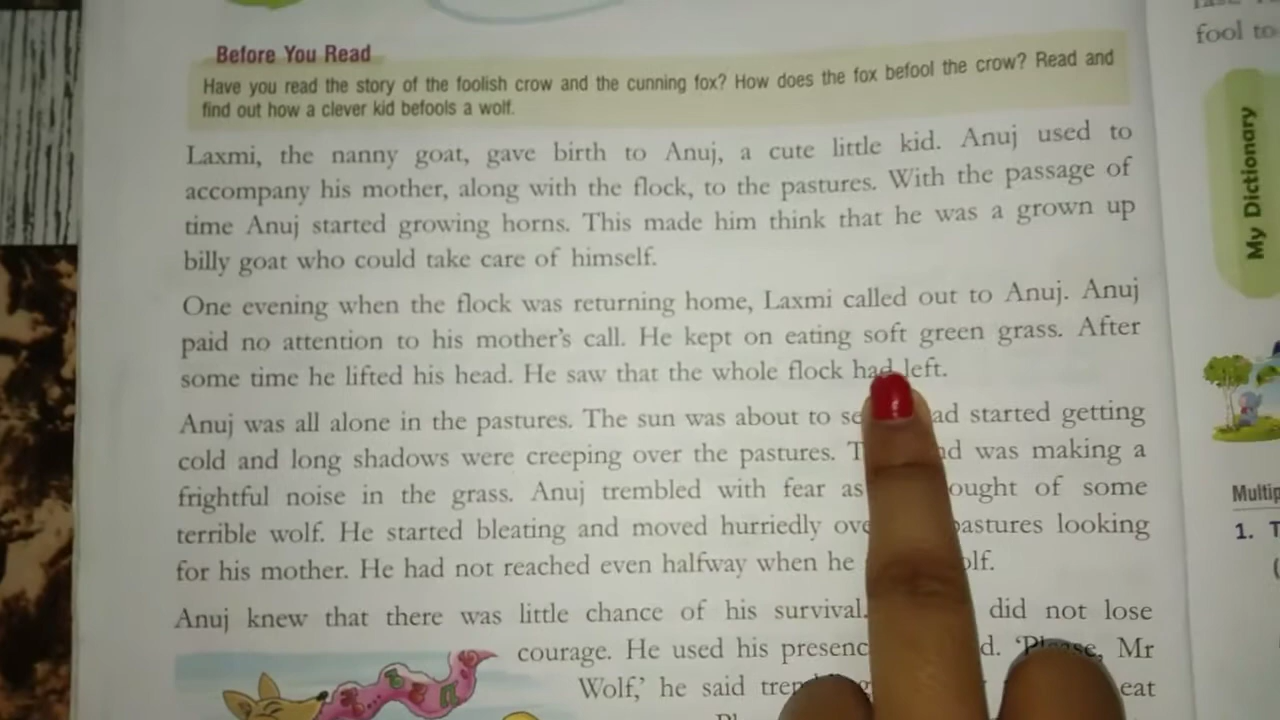 Before You Read
Have you read the story of the foolish crow and the cunning fox? How does the fox befool the crow? Read and
find out how a clever kid befools a wolf.
Laxmi, the nanny goat, gave birth to Anuj, a cute little kid. Anuj used to
accompany his mother, along with the flock, to the pastures. With the passage of
time Anuj started growing horns. This made him think that he was a grown up
billy goat who could take care of himself.
One evening when the flock was returning home, Laxmi called out to Anuj. Anuj
paid no attention to his mother's call. He kept on eating soft green grass. After
some time he lifted his head. He saw that the whole flock had left.
Anuj was all alone in the pastures. The sun was about to started getting
cold and long shadows were creeping over the pastures. was making a
frightful noise in the grass. Anuj trembled with fear as of some
terrible wolf. He started bleating and moved hurriedly pastures looking
for his mother. He had not reached even halfway when he
Anuj knew that there was little chance of his survival. did not lose
courage. He used his 'Please, Mr
Wolf,' he said eat
fool to
My Dictionary
1.